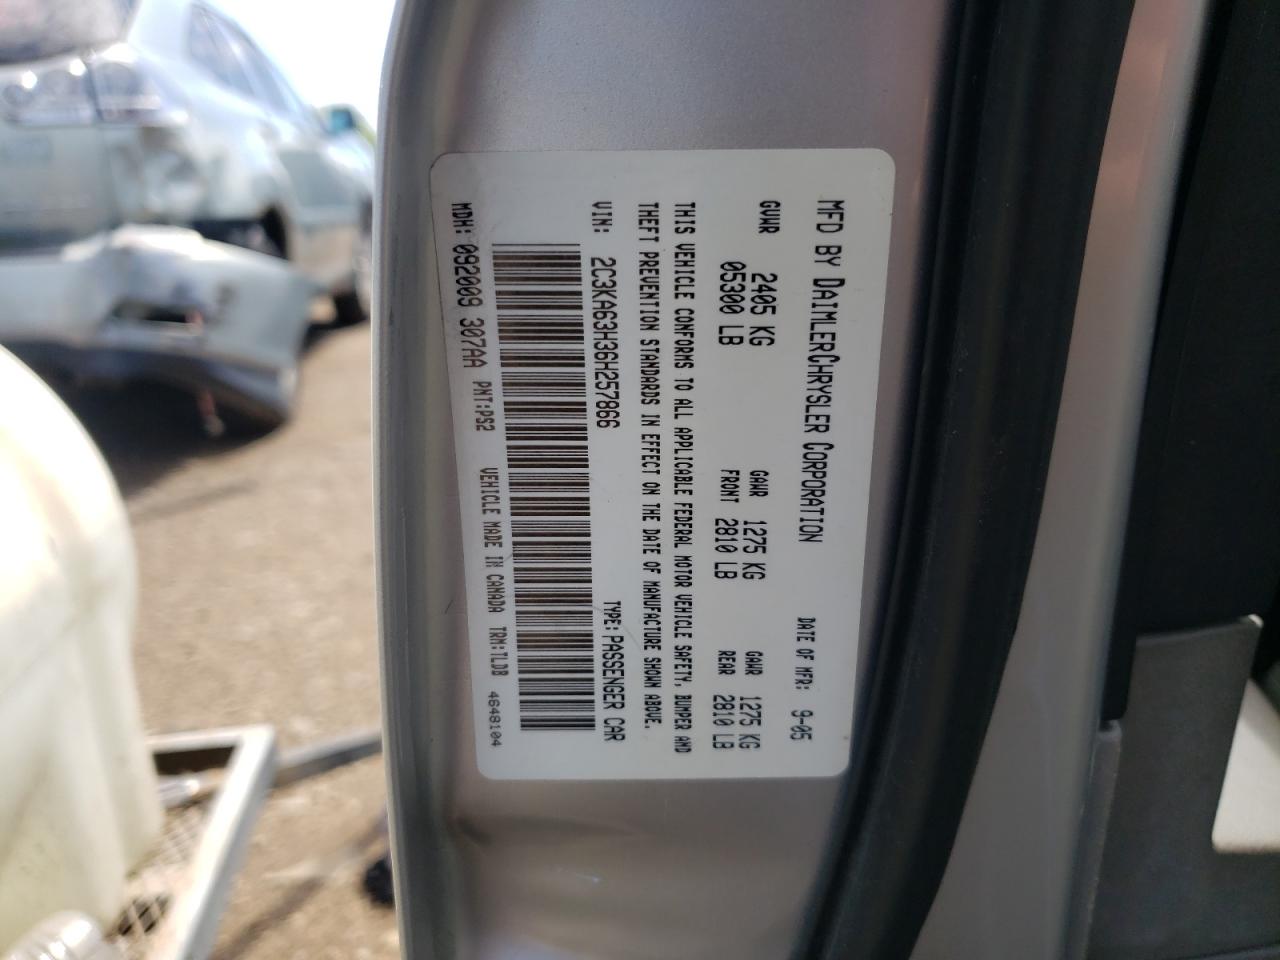 MFD BY DAIMLERCHRYSLER CORPORATION DATE OF MFR: 9-05
GVWR 2405 KG GAWR 1275 KG GAWR 1275 KG
05300 LB FRONT 2810 LB REAR 2810 LB
THIS VEHICLE CONFORMS TO ALL APPLICABLE FEDERAL MOTOR VEHICLE SAFETY, BUMPER AND
THEFT PREVENTION STANDARDS IN EFFECT ON THE DATE OF MANUFACTURE SHOWN ABOVE.
VIN: 2C3KA63H36H257866 TYPE: PASSENGER CAR
MDH: 092009 307AA PNT:PS2 VEHICLE MADE IN CANADA TRM:TLDB 4648104